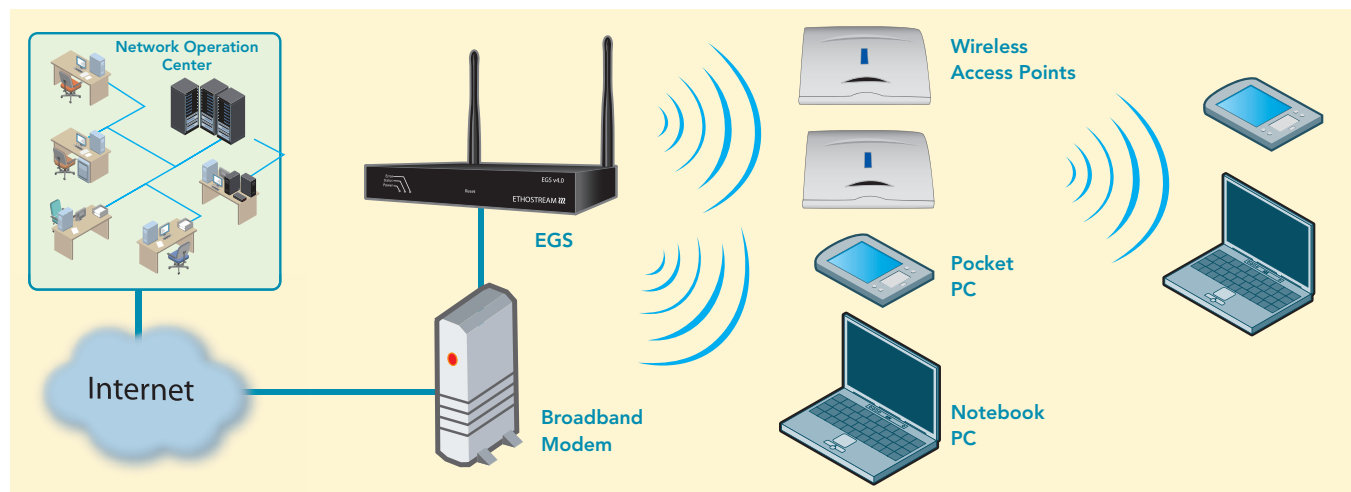 Network Operation
Center
Wireless
Access Points
EGS v4.0
Reset
ETHOSTREAM
EGS
Pocket
PC
Internet
Broadband
Modem
Notebook
PC